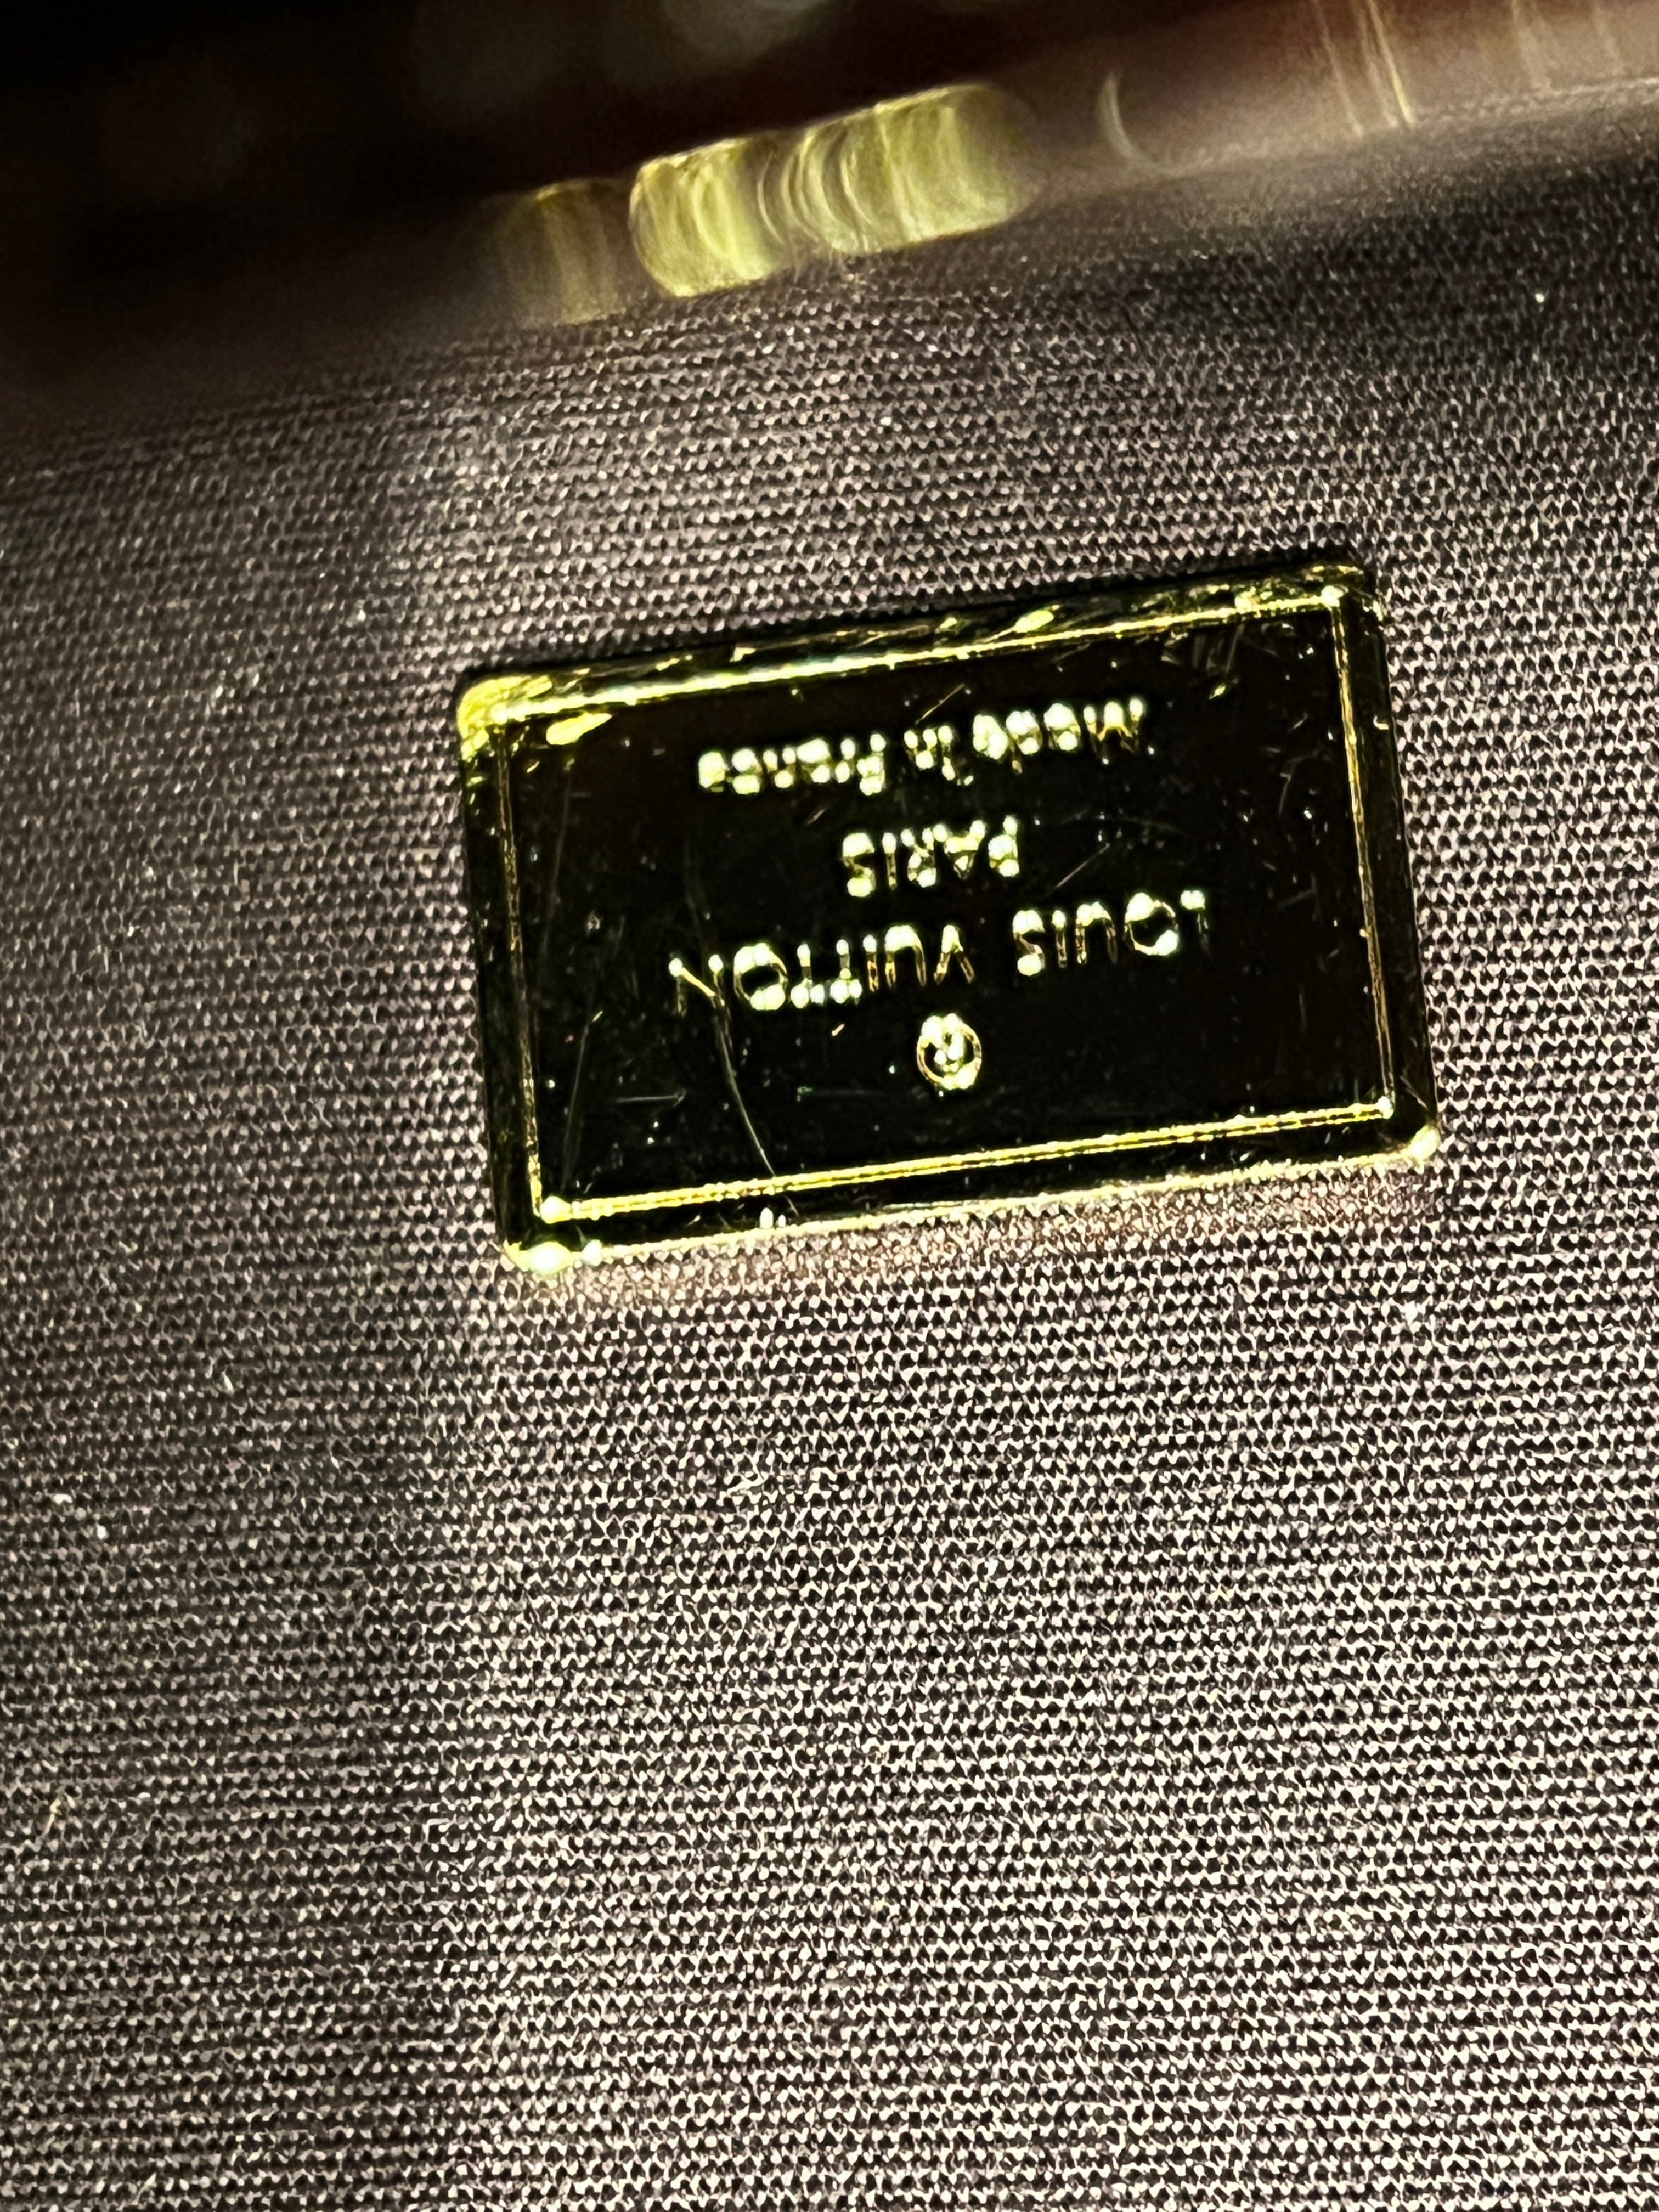 ®
LOUIS VUITTON
PARIS
Made in France